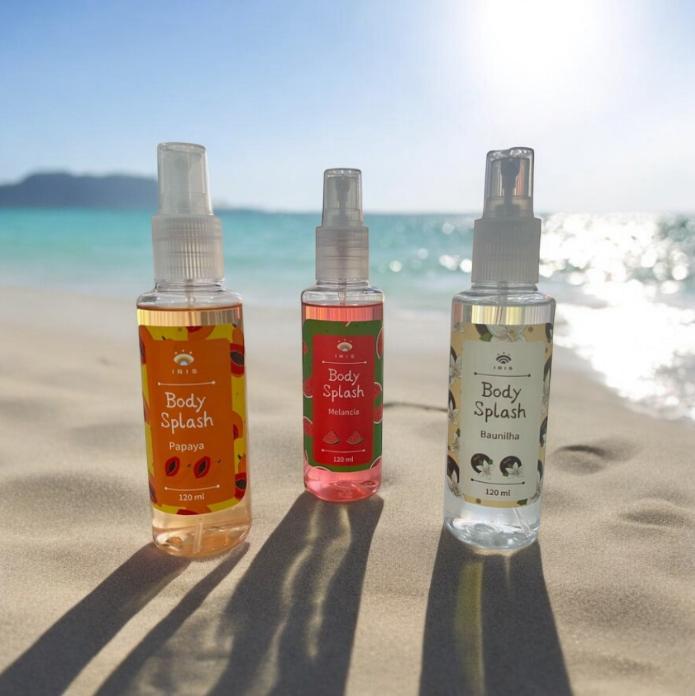 IRIS
Body
Splash
Papaya
120 ml
IRIS
Body
Splash
Melancia
120 ml
IRIS
Body
Splash
Baunilha
120 ml